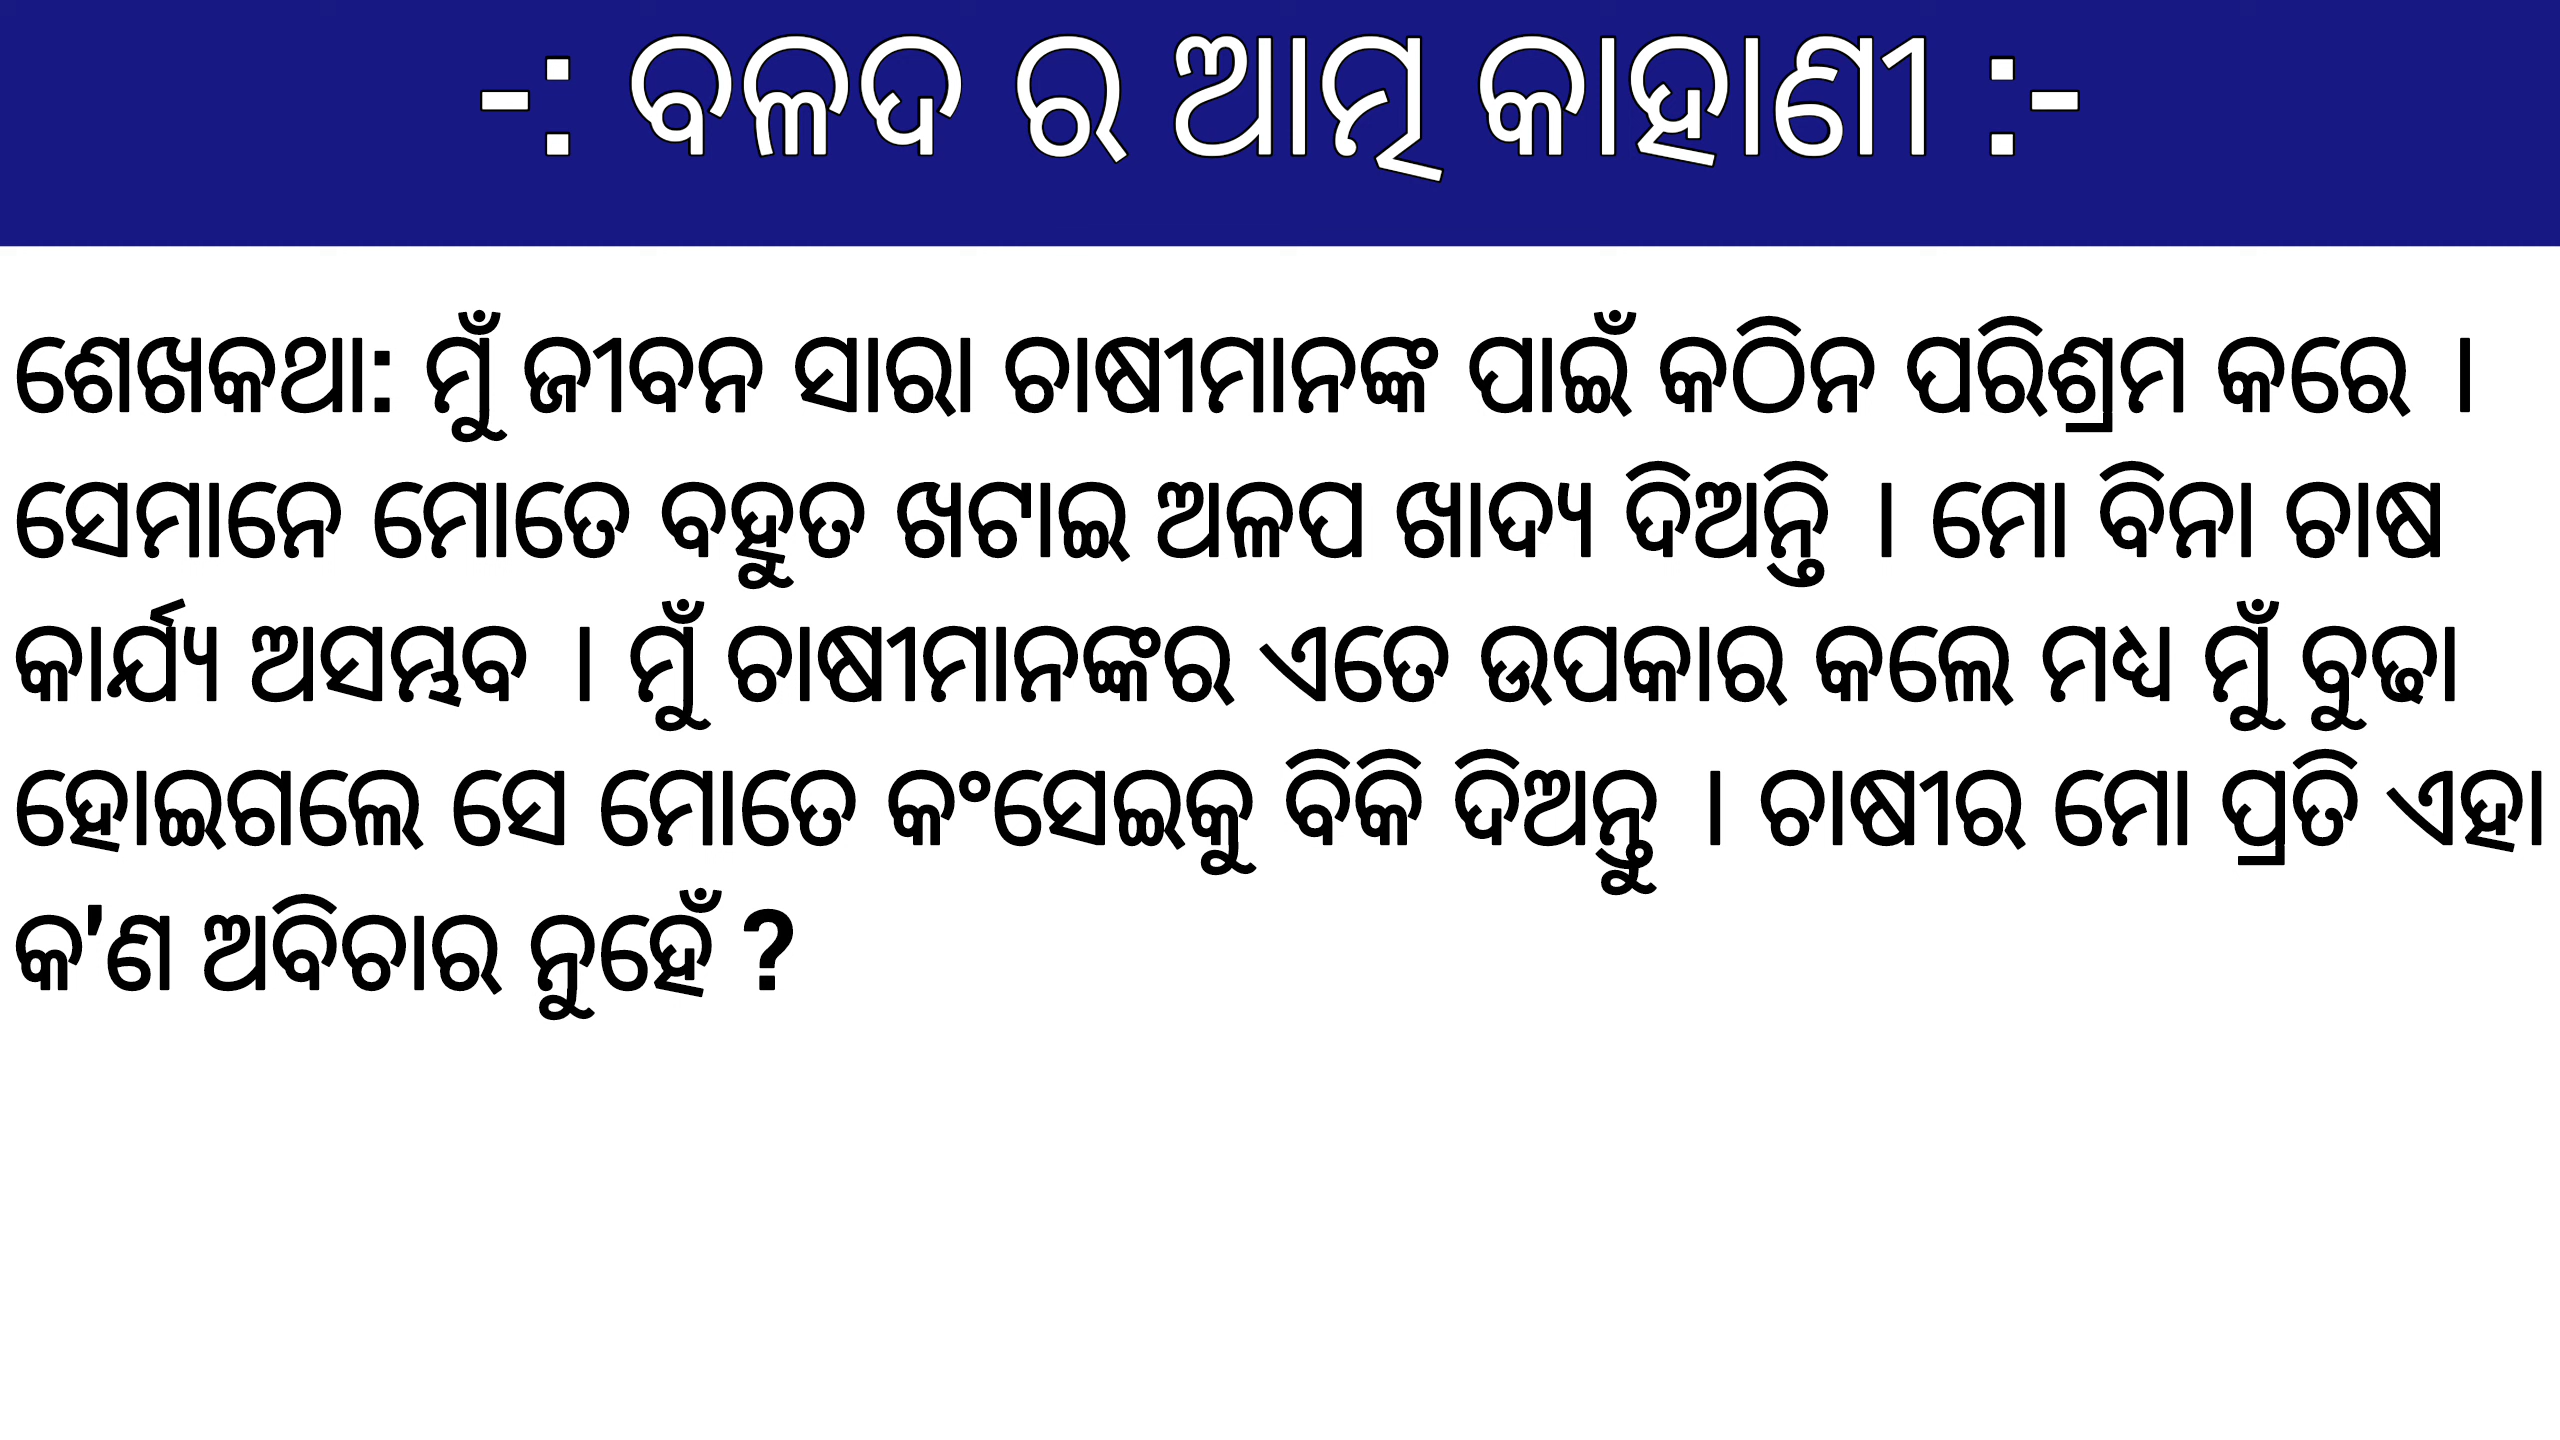 -: ବଳଦ ର ଆତ୍ମ କାହାଣୀ :-
ଶେଖକଥା: ମୁଁ ଜୀବନ ସାରା ଚାଷୀମାନଙ୍କ ପାଇଁ କଠିନ ପରିଶ୍ରମ କରେ ।
ସେମାନେ ମୋତେ ବହୁତ ଖଟାଇ ଅଳପ ଖାଦ୍ୟ ଦିଅନ୍ତି । ମୋ ବିନା ଚାଷ
କାର୍ଯ୍ୟ ଅସମ୍ଭବ । ମୁଁ ଚାଷୀମାନଙ୍କର ଏତେ ଉପକାର କଲେ ମଧ୍ୟ ମୁଁ ବୁଢା
ହୋଇଗଲେ ସେ ମୋତେ କଂସେଇକୁ ବିକି ଦିଅନ୍ତୁ । ଚାଷୀର ମୋ ପ୍ରତି ଏହା
କ'ଣ ଅବିଚାର ନୁହେଁ ?